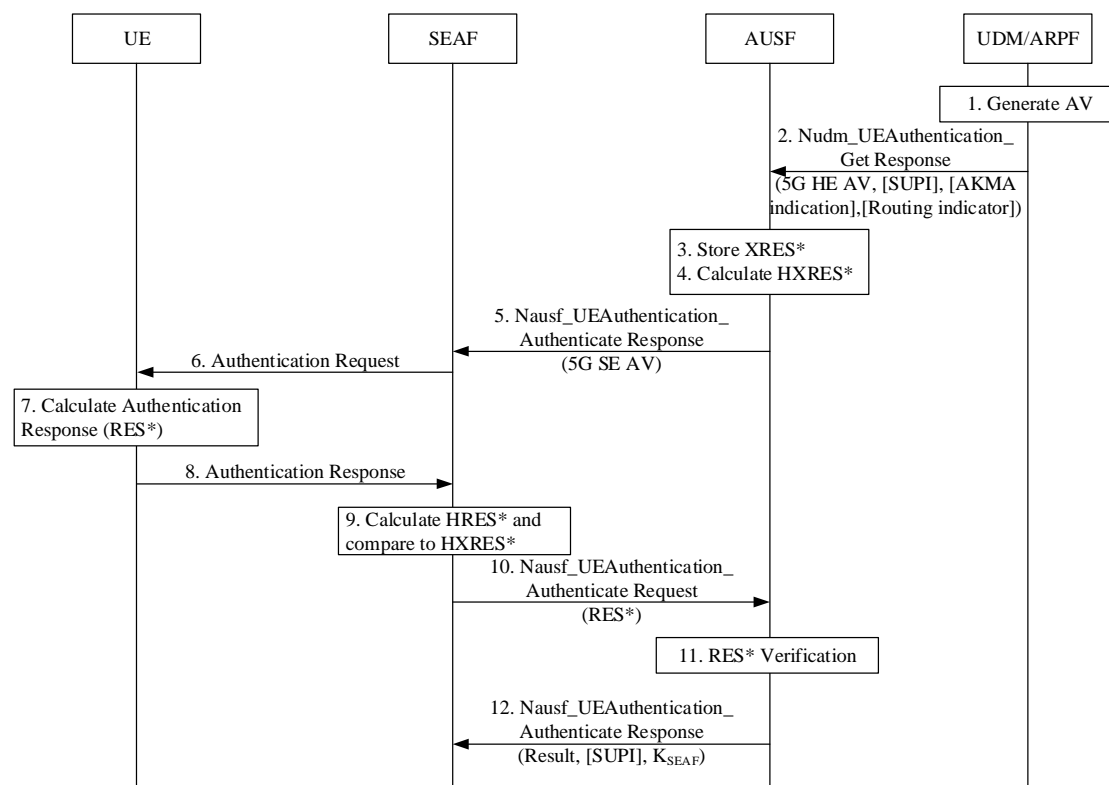 UE
SEAF
AUSF
UDM/ARPF
1. Generate AV
2. Nudm_UEAuthentication_
Get Response
(5G HE AV, [SUPI], [AKMA
indication],[Routing indicator])
3. Store XRES*
4. Calculate HXRES*
5. Nausf_UEAuthentication_
Authenticate Response
(5G SE AV)
6. Authentication Request
7. Calculate Authentication
Response (RES*)
8. Authentication Response
9. Calculate HRES* and
compare to HXRES*
10. Nausf_UEAuthentication_
Authenticate Request
(RES*)
11. RES* Verification
12. Nausf_UEAuthentication_
Authenticate Response
(Result, [SUPI], KSEAF)